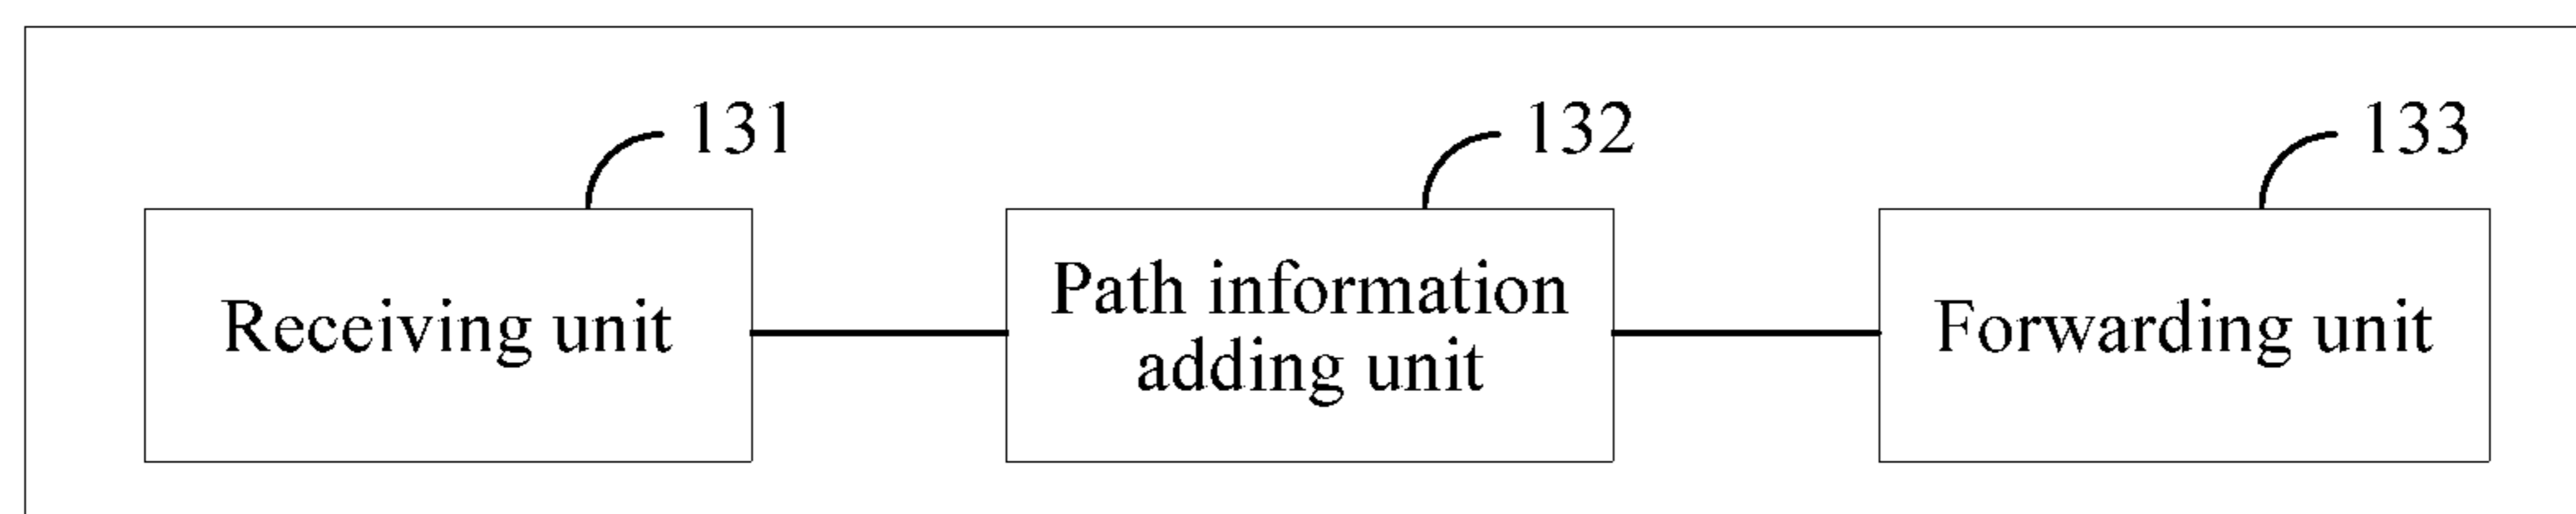 131
132
133
Receiving unit
Path information
adding unit
Forwarding unit